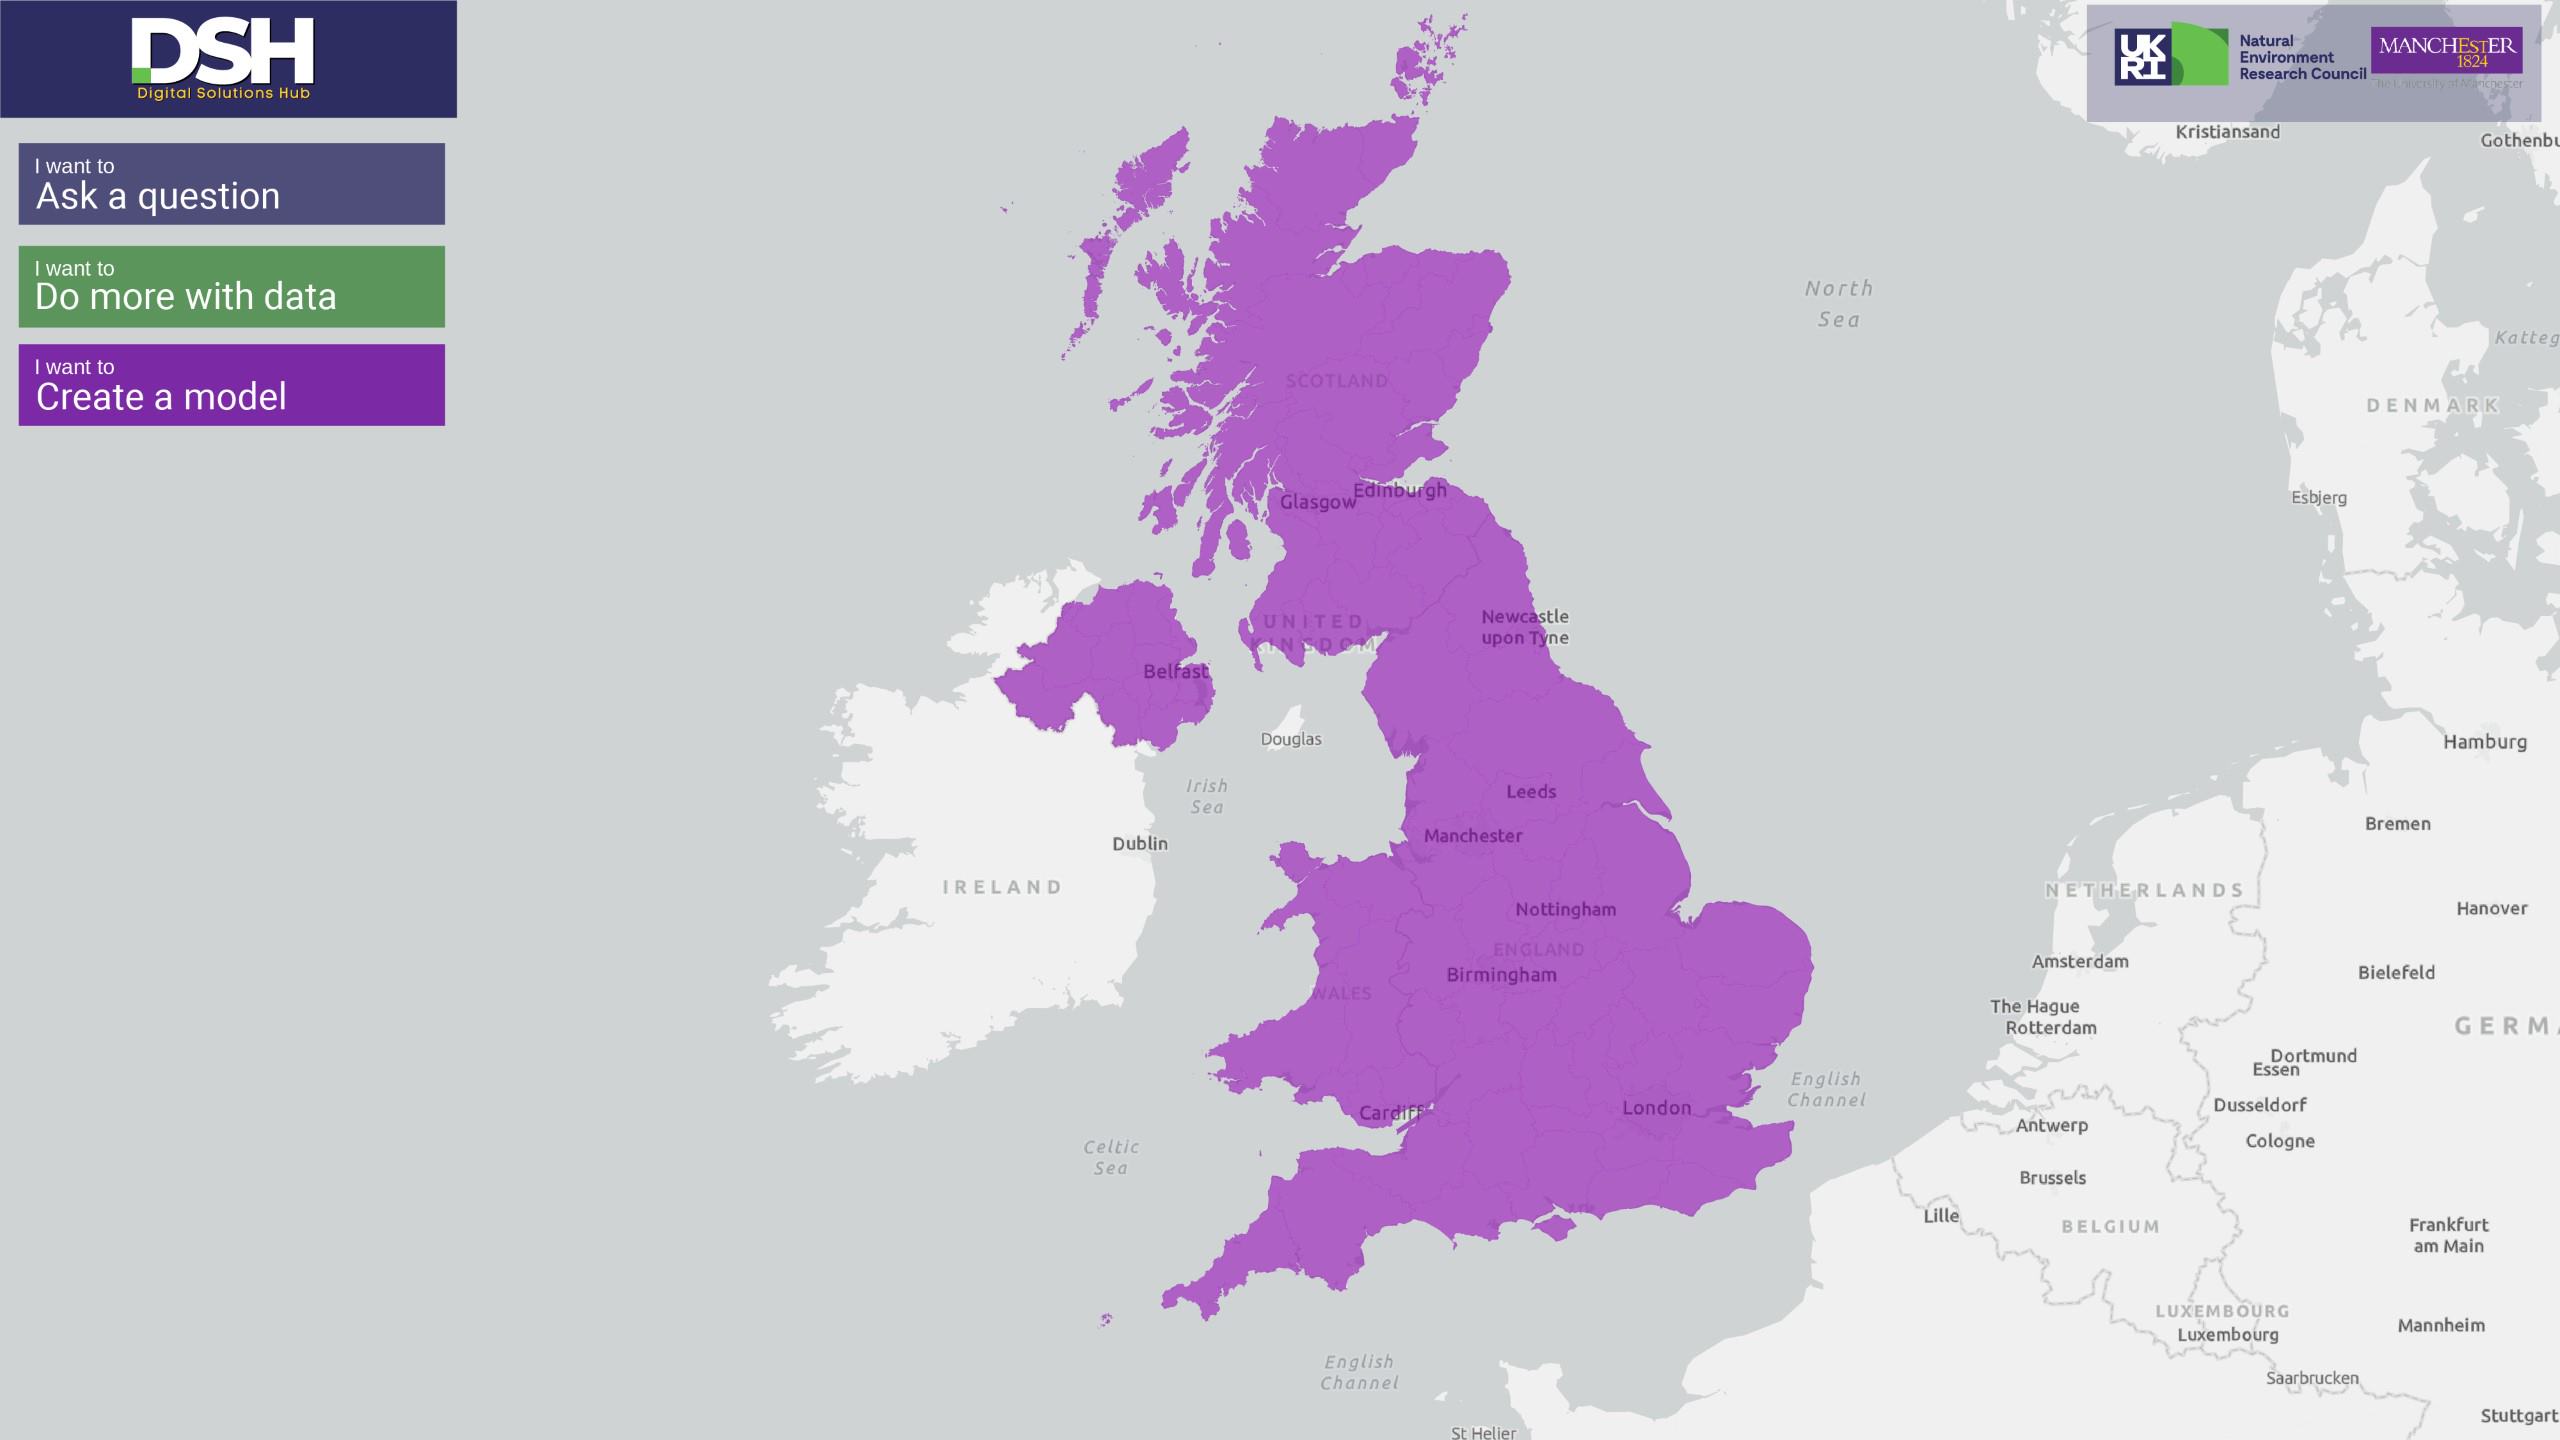 DSH
Digital Solutions Hub
I want to
Ask a question
I want to
Do more with data
I want to
Create a model
UK
RI
Natural
Environment
Research Council
MANCHESTER
1824
The University of Manchester
Kristiansand
Gothenbu
North
Sea
Katteg
SCOTLAND
DENMARK
Edinburgh
Glasgow
Esbjerg
UNITED
KINGDOM
Newcastle
upon Tyne
Belfast
Douglas
Hamburg
Irish
Sea
Leeds
Bremen
Manchester
Dublin
IRELAND
NETHERLANDS
Nottingham
Hanover
ENGLAND
Birmingham
Amsterdam
Bielefeld
WALES
The Hague
Rotterdam
GERMA
Dortmund
Essen
English
Channel
Cardiff
London
Dusseldorf
Antwerp
Cologne
Celtic
Sea
Brussels
Lille
BELGIUM
Frankfurt
am Main
LUXEMBOURG
Luxembourg
Mannheim
English
Channel
Saarbrucken
Stuttgart
St Helier